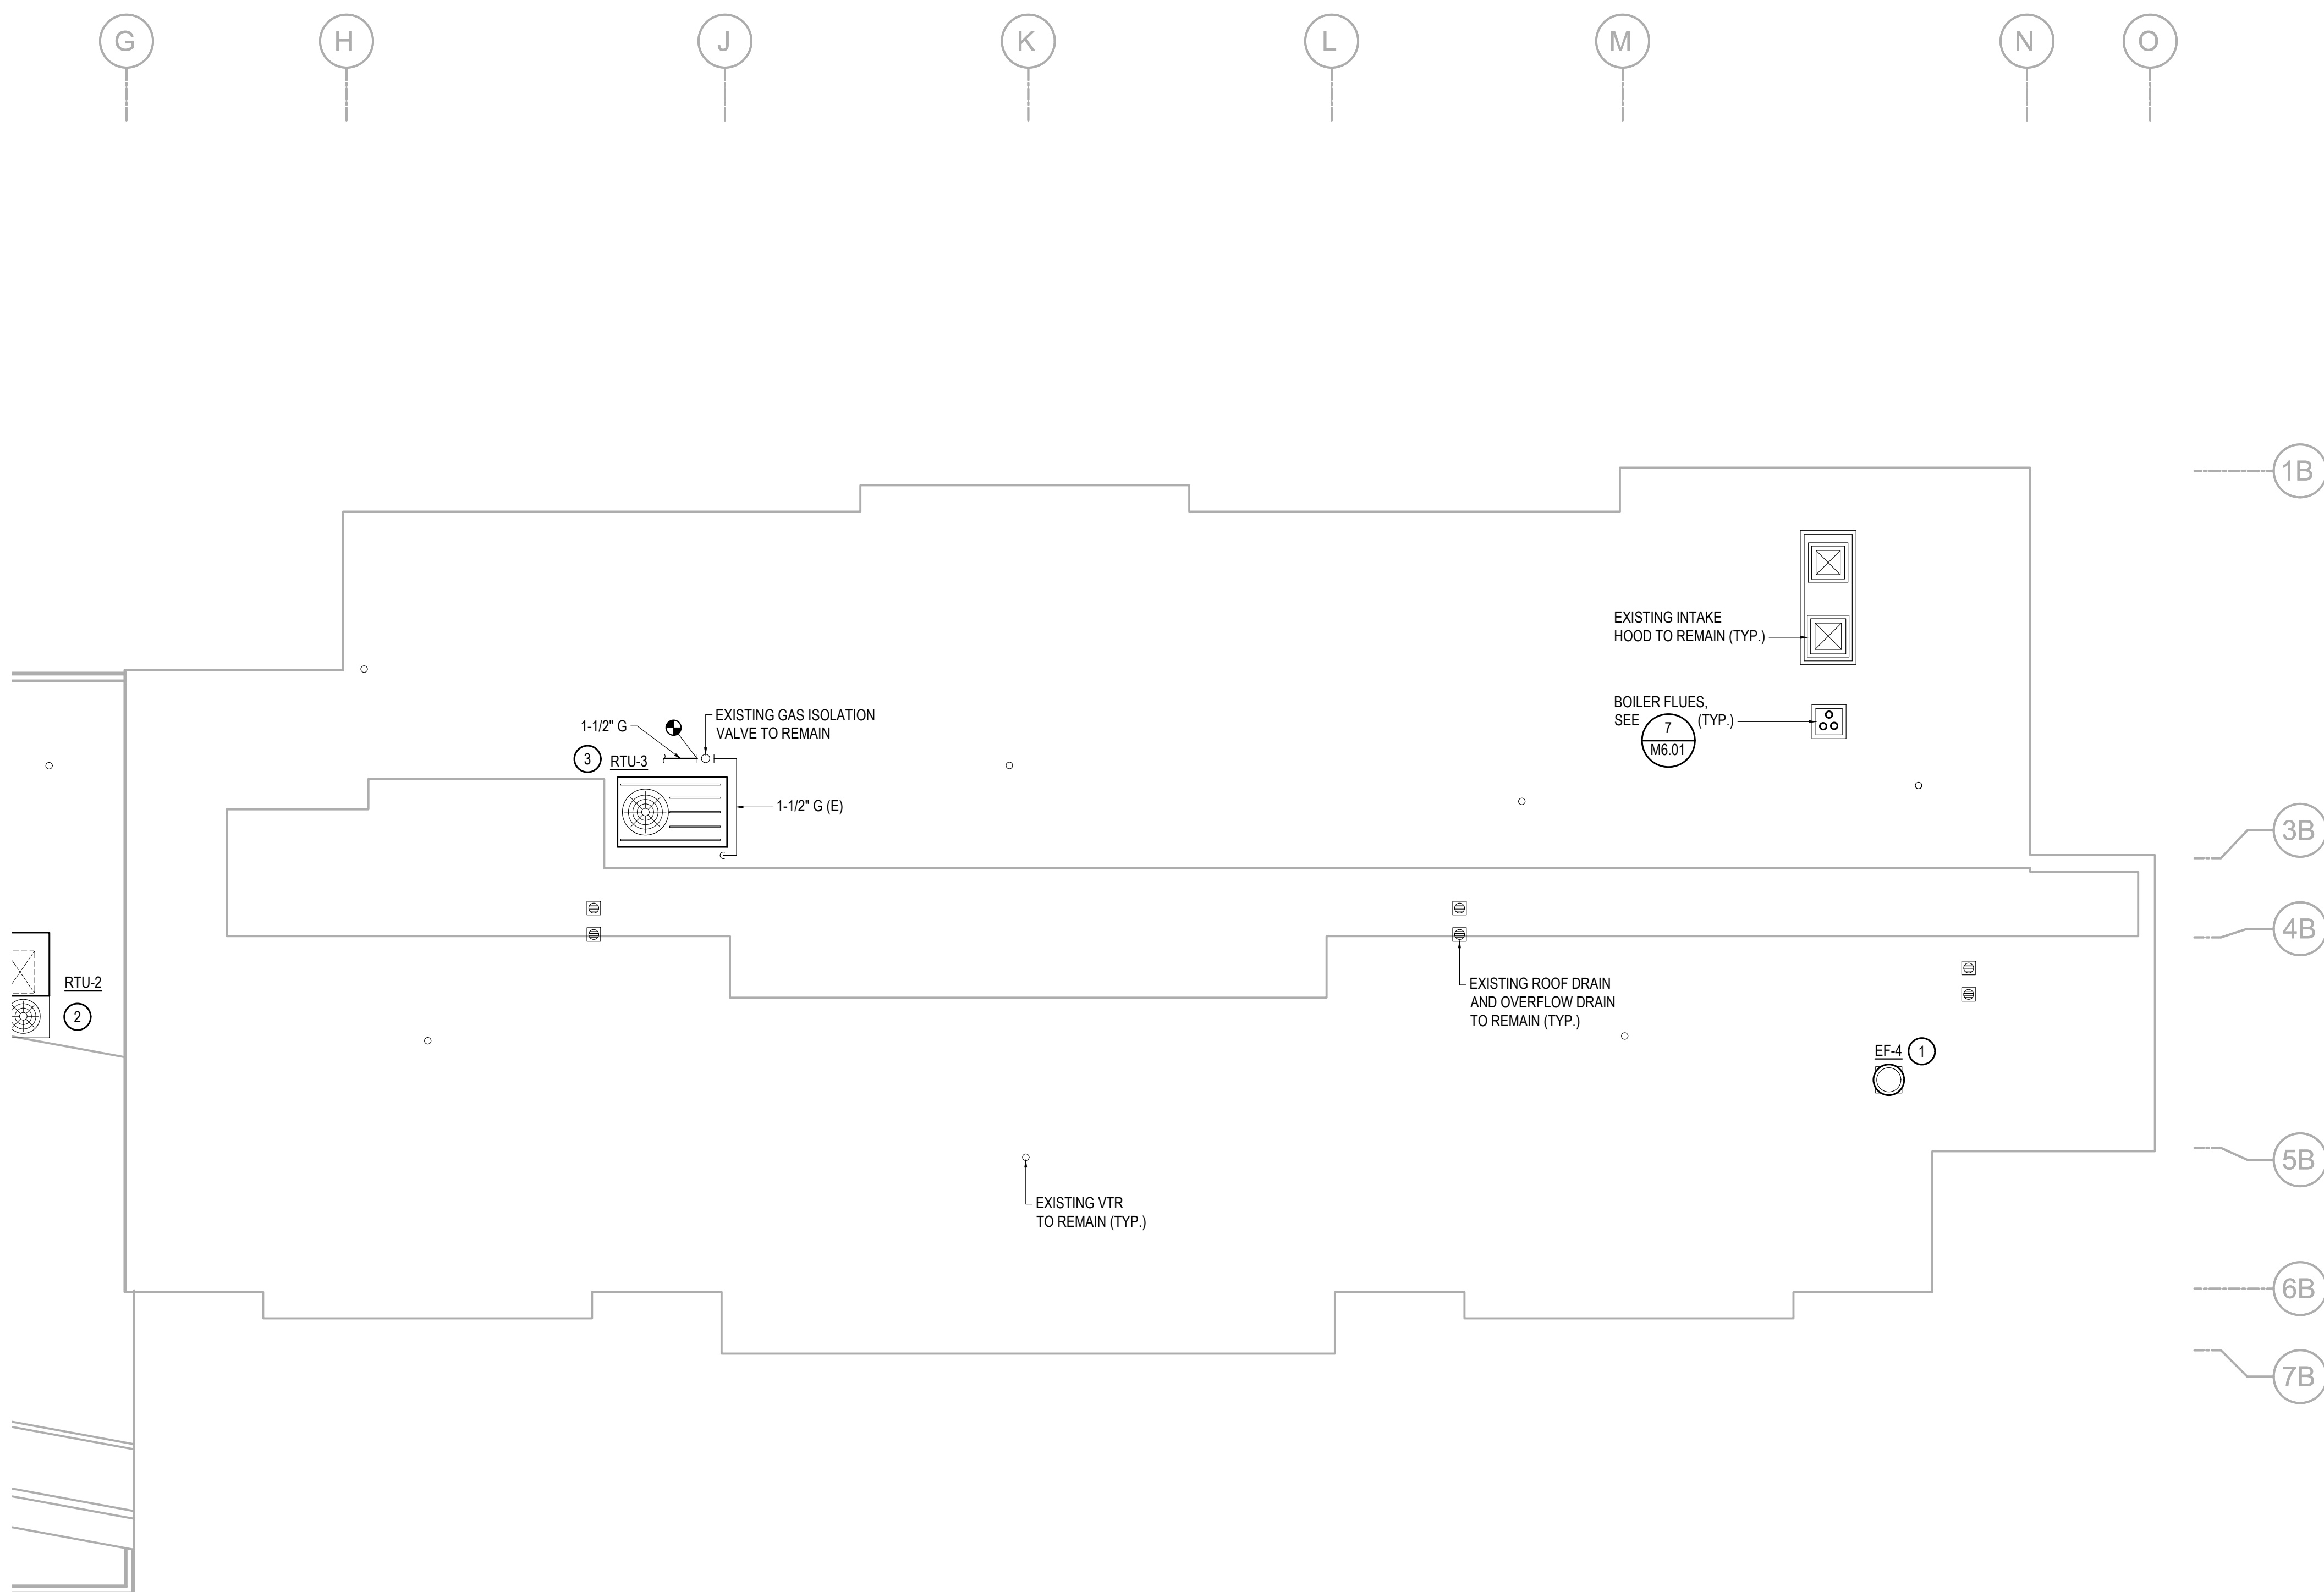 G
H
J
K
L
M
N
O
1B
EXISTING INTAKE
HOOD TO REMAIN (TYP.)
BOILER FLUES,
SEE
7
M6.01
(TYP.)
1-1/2" G
EXISTING GAS ISOLATION
VALVE TO REMAIN
3
RTU-3
1-1/2" G (E)
3B
4B
RTU-2
2
EXISTING ROOF DRAIN
AND OVERFLOW DRAIN
TO REMAIN (TYP.)
EF-4
1
5B
EXISTING VTR
TO REMAIN (TYP.)
6B
7B